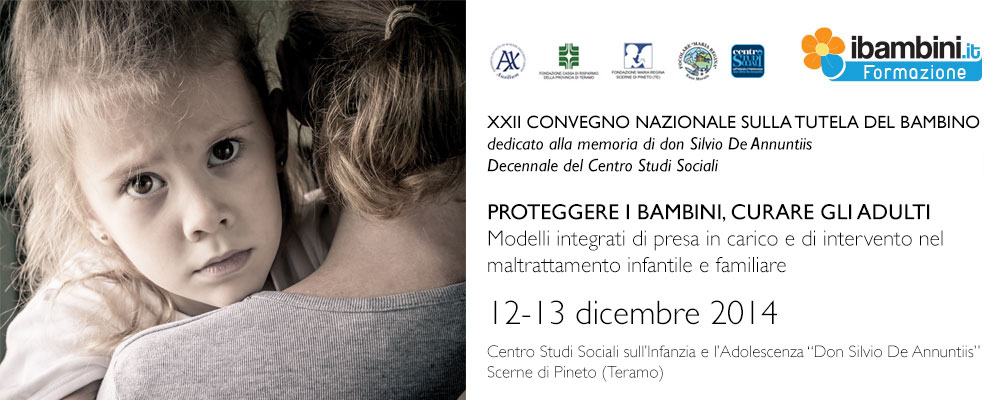 ibambini.it
Formazione
Auxilium
FONDAZIONE CASSA DI RISPARMIO
DELLA PROVINCIA DI TERAMO
FONDAZIONE MARIA REGINA
SCERNE DI PINETO (TE)
FOCOLARE "MARIA REGINA"
centro
STUDI
SOCIALI
XXII CONVEGNO NAZIONALE SULLA TUTELA DEL BAMBINO
dedicato alla memoria di don Silvio De Annuntiis
Decennale del Centro Studi Sociali
PROTEGGERE I BAMBINI, CURARE GLI ADULTI
Modelli integrati di presa in carico e di intervento nel
maltrattamento infantile e familiare
12-13 dicembre 2014
Centro Studi Sociali sull'Infanzia e l'Adolescenza "Don Silvio De Annuntiis"
Scerne di Pineto (Teramo)